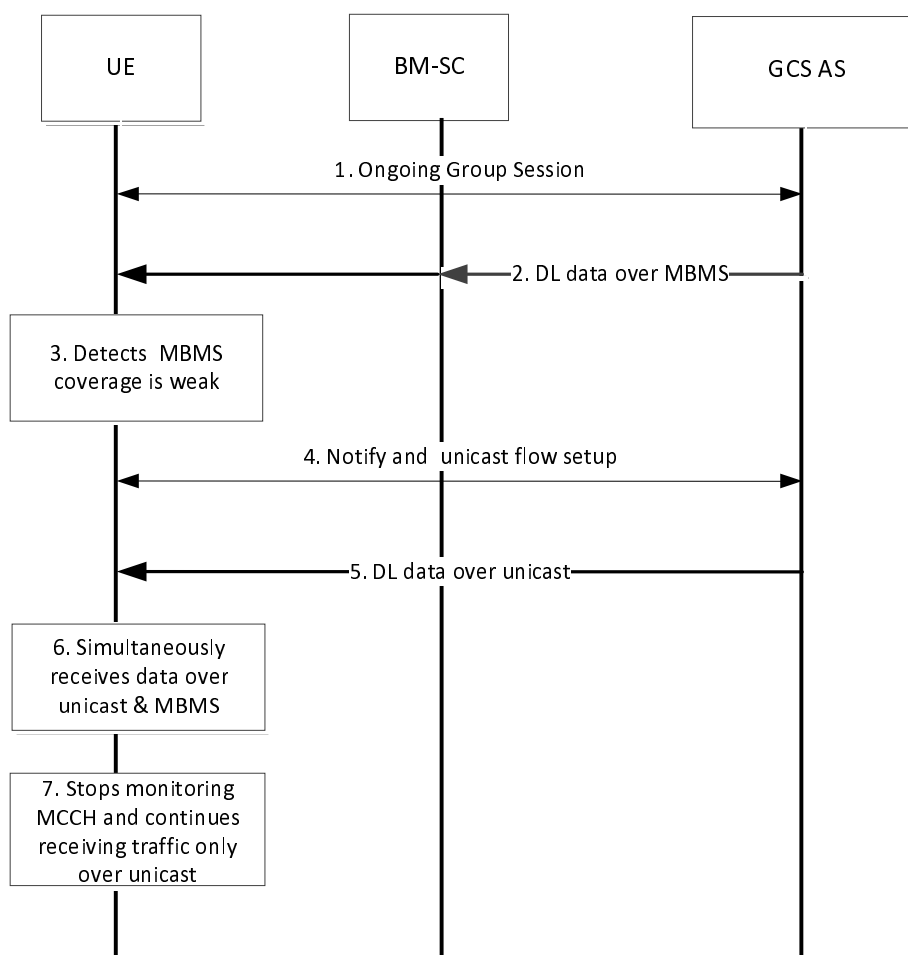 UE
BM-SC
GCS AS
1. Ongoing Group Session
2. DL data over MBMS
3. Detects MBMS
coverage is weak
4. Notify and unicast flow setup
5. DL data over unicast
6. Simultaneously
receives data over
unicast & MBMS
7. Stops monitoring
MCCH and continues
receiving traffic only
over unicast